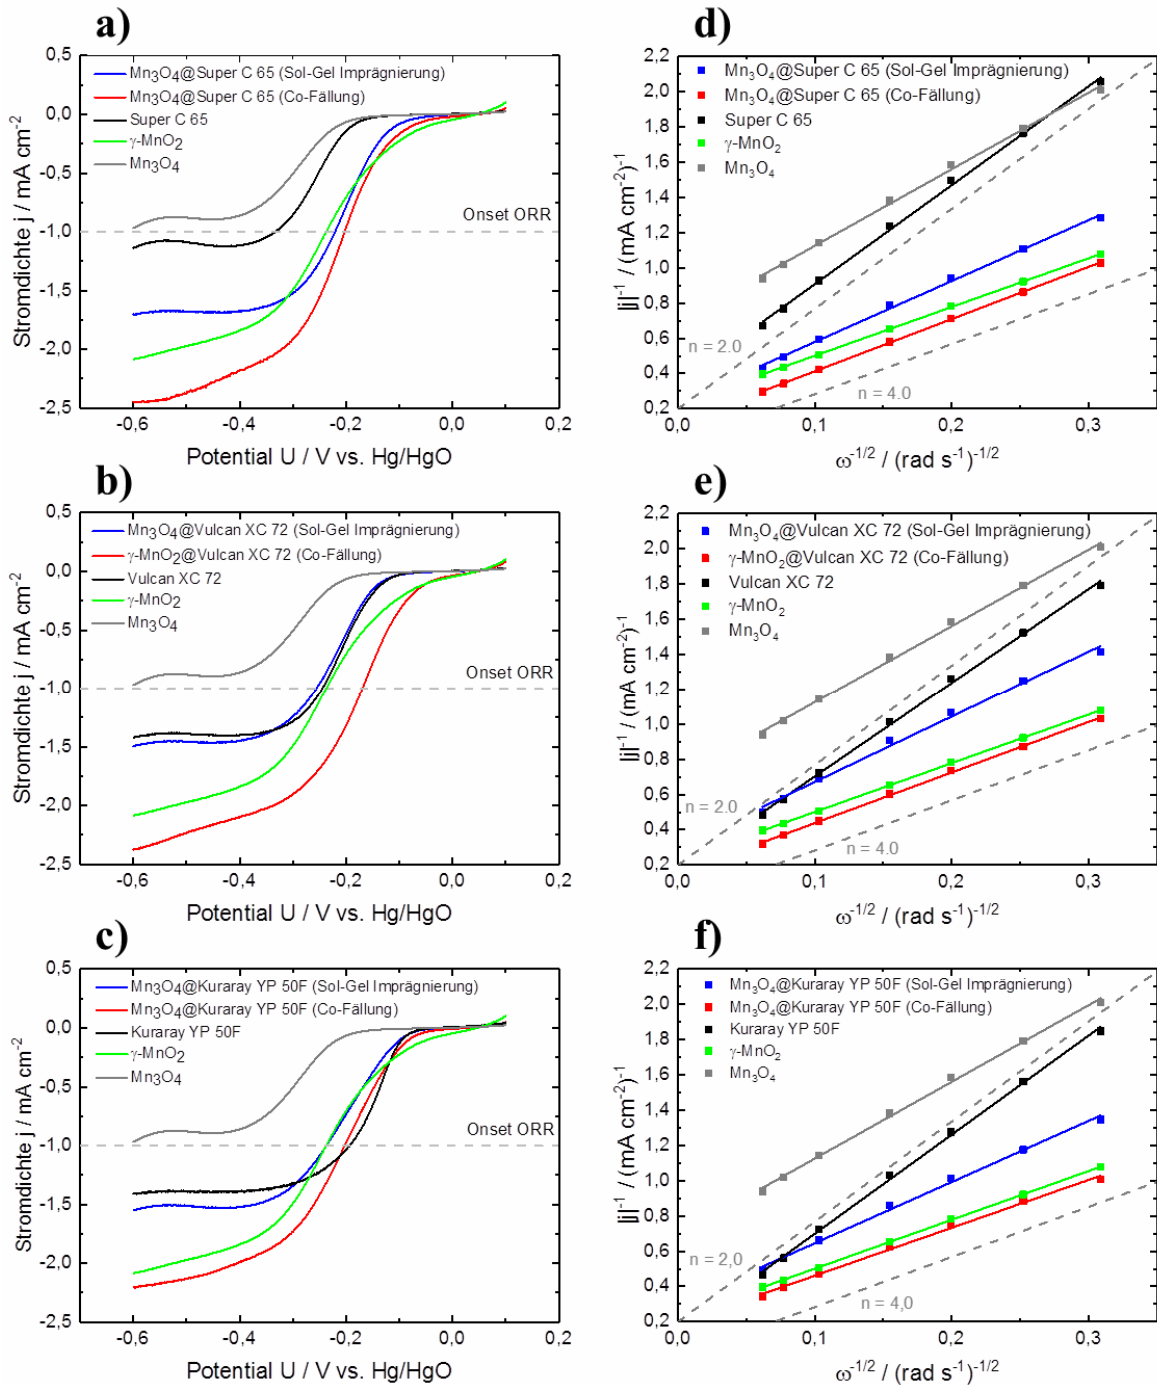 a)
0,5
0,0
-0,5
-1,0
-1,5
-2,0
-2,5
Stromdichte j / mA cm⁻²
Mn₃O₄@Super C 65 (Sol-Gel Imprägnierung)
Mn₃O₄@Super C 65 (Co-Fällung)
Super C 65
γ-MnO₂
Mn₃O₄
Onset ORR
-0,6 -0,4 -0,2 0,0 0,2
Potential U / V vs. Hg/HgO
d)
2,2
2,0
1,8
1,6
1,4
1,2
1,0
0,8
0,6
0,4
0,2
|j|⁻¹ / (mA cm⁻²)⁻¹
Mn₃O₄@Super C 65 (Sol-Gel Imprägnierung)
Mn₃O₄@Super C 65 (Co-Fällung)
Super C 65
γ-MnO₂
Mn₃O₄
n = 2.0
n = 4.0
0,0 0,1 0,2 0,3
ω⁻¹/² / (rad s⁻¹)⁻¹/²
b)
0,5
0,0
-0,5
-1,0
-1,5
-2,0
-2,5
Stromdichte j / mA cm⁻²
Mn₃O₄@Vulcan XC 72 (Sol-Gel Imprägnierung)
γ-MnO₂@Vulcan XC 72 (Co-Fällung)
Vulcan XC 72
γ-MnO₂
Mn₃O₄
Onset ORR
-0,6 -0,4 -0,2 0,0 0,2
Potential U / V vs. Hg/HgO
e)
2,2
2,0
1,8
1,6
1,4
1,2
1,0
0,8
0,6
0,4
0,2
|j|⁻¹ / (mA cm⁻²)⁻¹
Mn₃O₄@Vulcan XC 72 (Sol-Gel Imprägnierung)
γ-MnO₂@Vulcan XC 72 (Co-Fällung)
Vulcan XC 72
γ-MnO₂
Mn₃O₄
n = 2.0
n = 4.0
0,0 0,1 0,2 0,3
ω⁻¹/² / (rad s⁻¹)⁻¹/²
c)
0,5
0,0
-0,5
-1,0
-1,5
-2,0
-2,5
Stromdichte j / mA cm⁻²
Mn₃O₄@Kuraray YP 50F (Sol-Gel Imprägnierung)
Mn₃O₄@Kuraray YP 50F (Co-Fällung)
Kuraray YP 50F
γ-MnO₂
Mn₃O₄
Onset ORR
-0,6 -0,4 -0,2 0,0 0,2
Potential U / V vs. Hg/HgO
f)
2,2
2,0
1,8
1,6
1,4
1,2
1,0
0,8
0,6
0,4
0,2
|j|⁻¹ / (mA cm⁻²)⁻¹
Mn₃O₄@Kuraray YP 50F (Sol-Gel Imprägnierung)
Mn₃O₄@Kuraray YP 50F (Co-Fällung)
Kuraray YP 50F
γ-MnO₂
Mn₃O₄
n = 2,0
n = 4,0
0,0 0,1 0,2 0,3
ω⁻¹/² / (rad s⁻¹)⁻¹/²